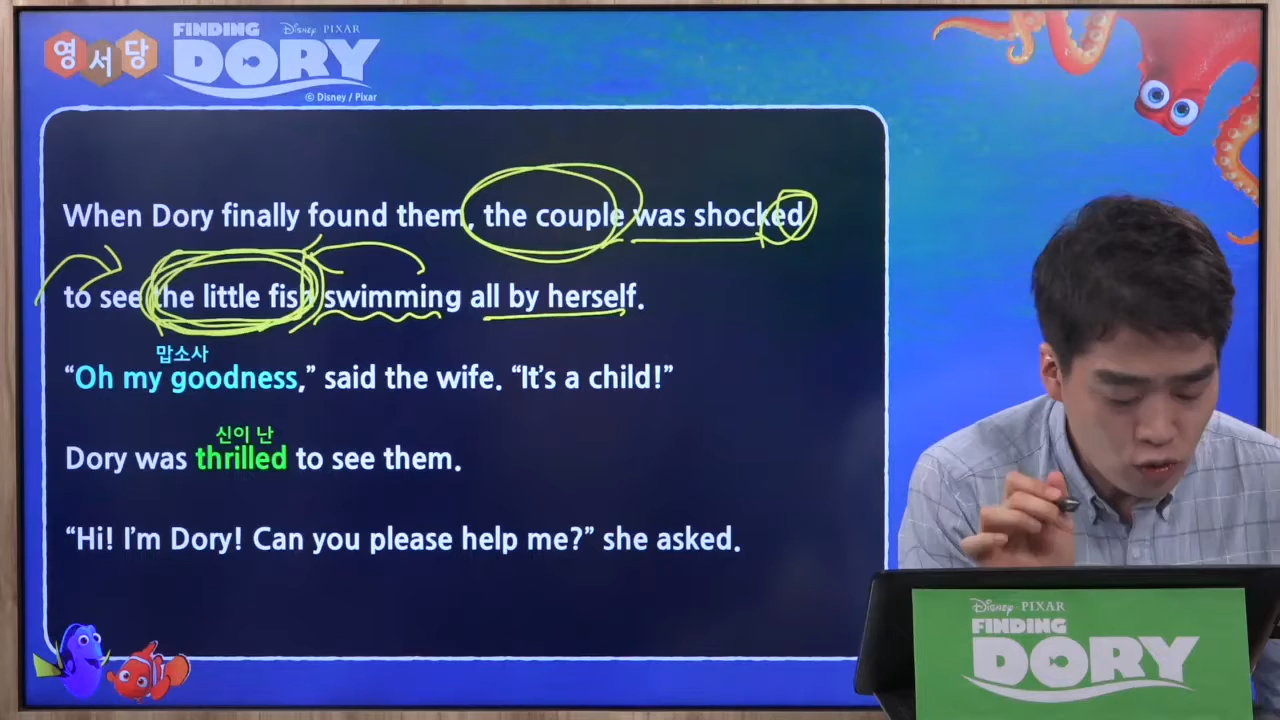 영서당
FINDING
DISNEY PIXAR
DORY
© Disney / Pixar
When Dory finally found them, the couple was shocked
to see the little fish swimming all by herself.
맙소사
“Oh my goodness,” said the wife. “It’s a child!”
신이 난
Dory was thrilled to see them.
“Hi! I’m Dory! Can you please help me?” she asked.
DISNEY PIXAR
FINDING
DORY